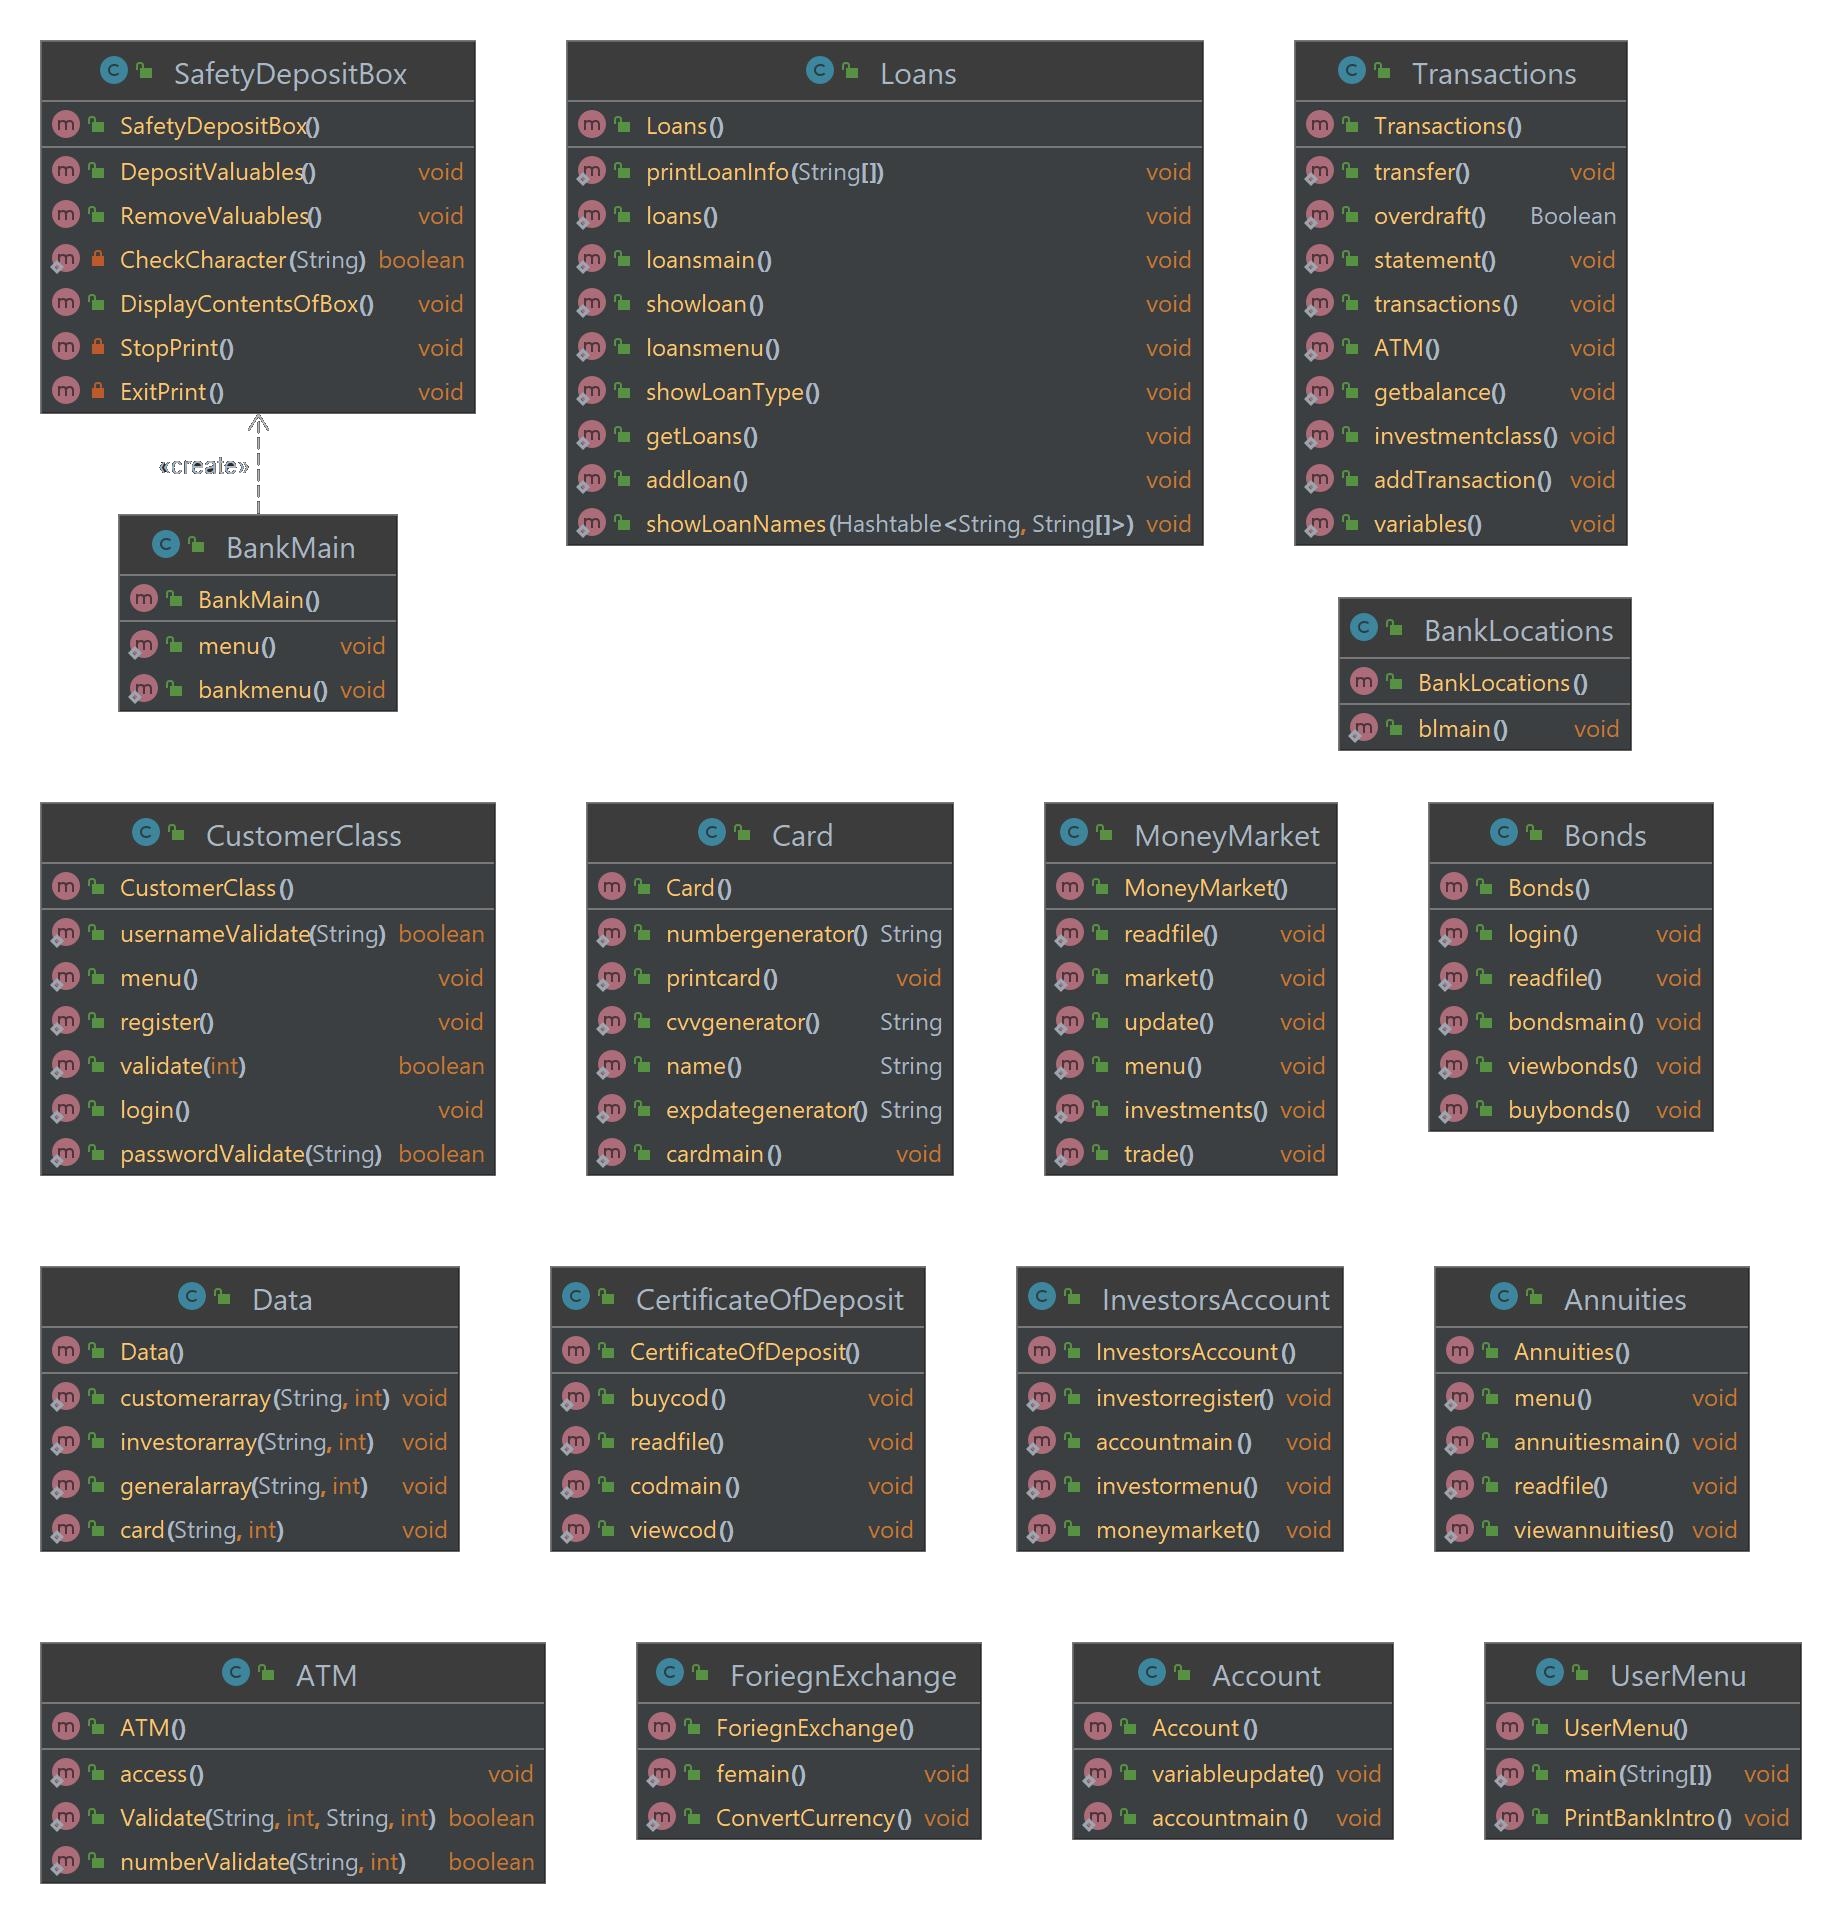 SafetyDepositBox
SafetyDepositBox()
DepositValuables() void
RemoveValuables() void
CheckCharacter(String) boolean
DisplayContentsOfBox() void
StopPrint() void
ExitPrint() void
«create»
BankMain
BankMain()
menu() void
bankmenu() void
Loans
Loans()
printLoanInfo(String[]) void
loans() void
loansmain() void
showloan() void
loansmenu() void
showLoanType() void
getLoans() void
addloan() void
showLoanNames(Hashtable<String, String[]>) void
Transactions
Transactions()
transfer() void
overdraft() Boolean
statement() void
transactions() void
ATM() void
getbalance() void
investmentclass() void
addTransaction() void
variables() void
BankLocations
BankLocations()
blmain() void
CustomerClass
CustomerClass()
usernameValidate(String) boolean
menu() void
register() void
validate(int) boolean
login() void
passwordValidate(String) boolean
Card
Card()
numbergenerator() String
printcard() void
cvvgenerator() String
name() String
expdategenerator() String
cardmain() void
MoneyMarket
MoneyMarket()
readfile() void
market() void
update() void
menu() void
investments() void
trade() void
Bonds
Bonds()
login() void
readfile() void
bondsmain() void
viewbonds() void
buybonds() void
Data
Data()
customerarray(String, int) void
investorarray(String, int) void
generalarray(String, int) void
card(String, int) void
CertificateOfDeposit
CertificateOfDeposit()
buycod() void
readfile() void
codmain() void
viewcod() void
InvestorsAccount
InvestorsAccount()
investorregister() void
accountmain() void
investormenu() void
moneymarket() void
Annuities
Annuities()
menu() void
annuitiesmain() void
readfile() void
viewannuities() void
ATM
ATM()
access() void
Validate(String, int, String, int) boolean
numberValidate(String, int) boolean
ForiegnExchange
ForiegnExchange()
femain() void
ConvertCurrency() void
Account
Account()
variableupdate() void
accountmain() void
UserMenu
UserMenu()
main(String[]) void
PrintBankIntro() void